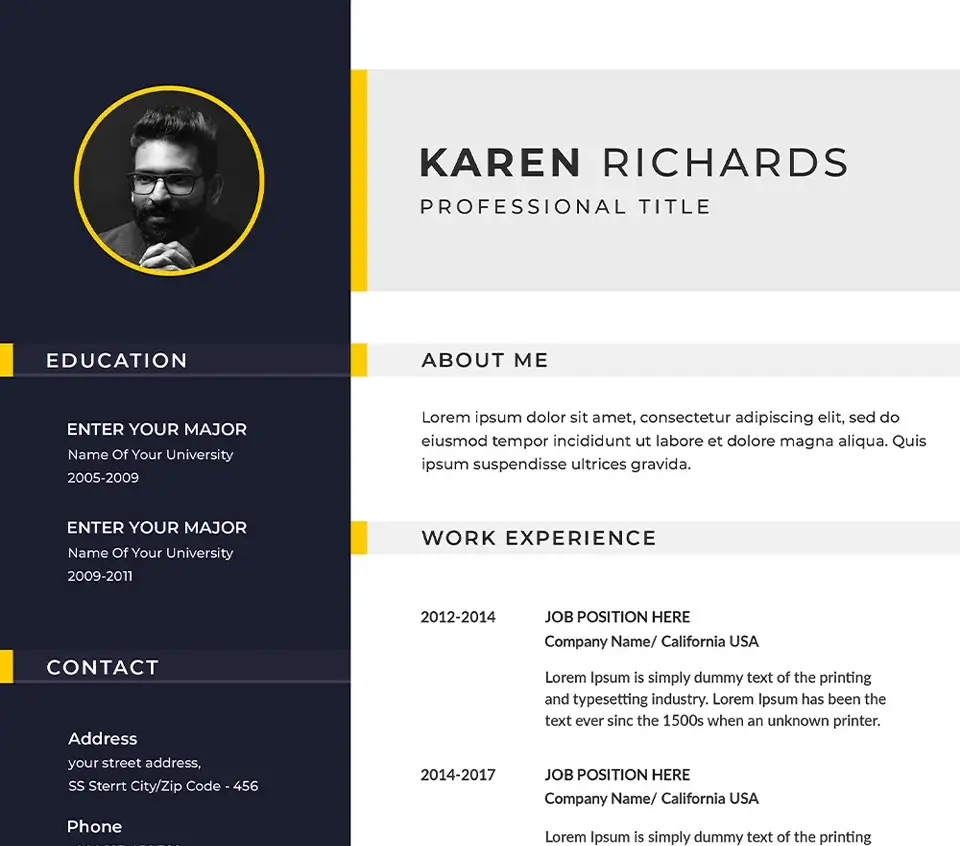 KAREN RICHARDS
PROFESSIONAL TITLE
EDUCATION
ENTER YOUR MAJOR
Name Of Your University
2005-2009
ENTER YOUR MAJOR
Name Of Your University
2009-2011
CONTACT
Address
your street address,
SS Sterrt City/Zip Code - 456
Phone
ABOUT ME
Lorem ipsum dolor sit amet, consectetur adipiscing elit, sed do
eiusmod tempor incididunt ut labore et dolore magna aliqua. Quis
ipsum suspendisse ultrices gravida.
WORK EXPERIENCE
2012-2014
JOB POSITION HERE
Company Name/ California USA
Lorem Ipsum is simply dummy text of the printing
and typesetting industry. Lorem Ipsum has been the
text ever sinc the 1500s when an unknown printer.
2014-2017
JOB POSITION HERE
Company Name/ California USA
Lorem Ipsum is simply dummy text of the printing